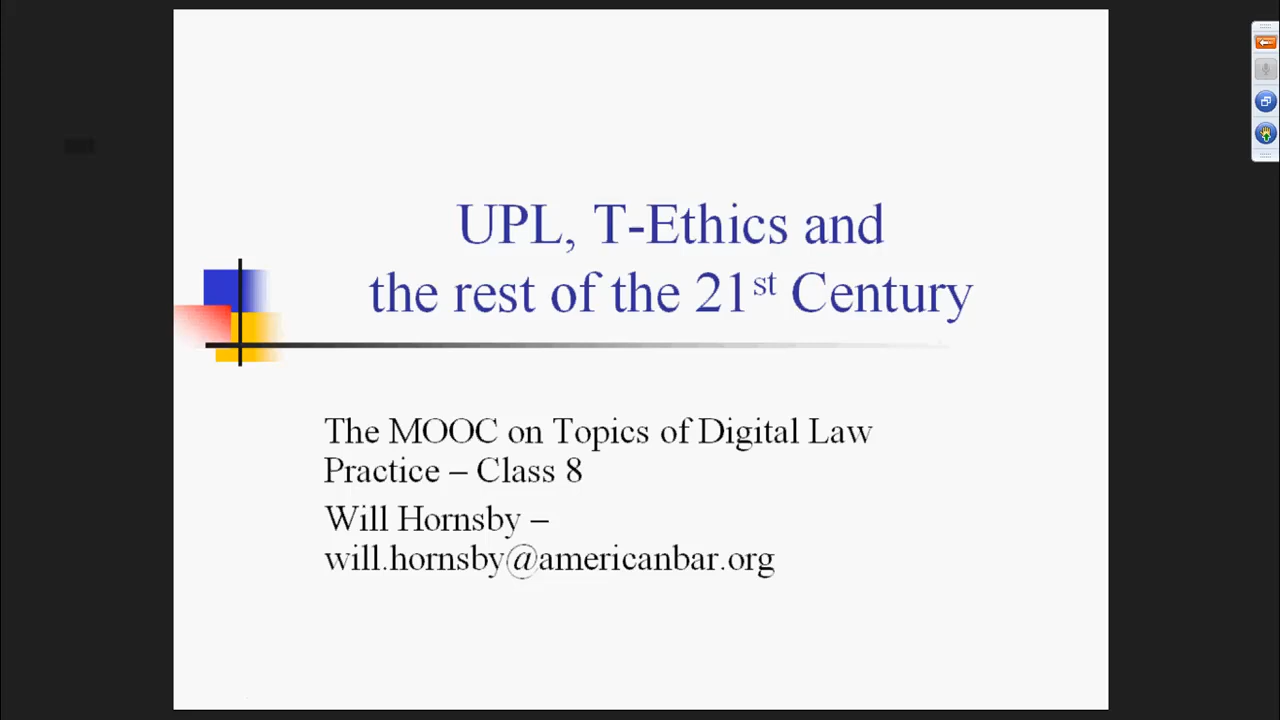 UPL, T-Ethics and
the rest of the 21st Century
The MOOC on Topics of Digital Law
Practice – Class 8
Will Hornsby –
will.hornsby@americanbar.org